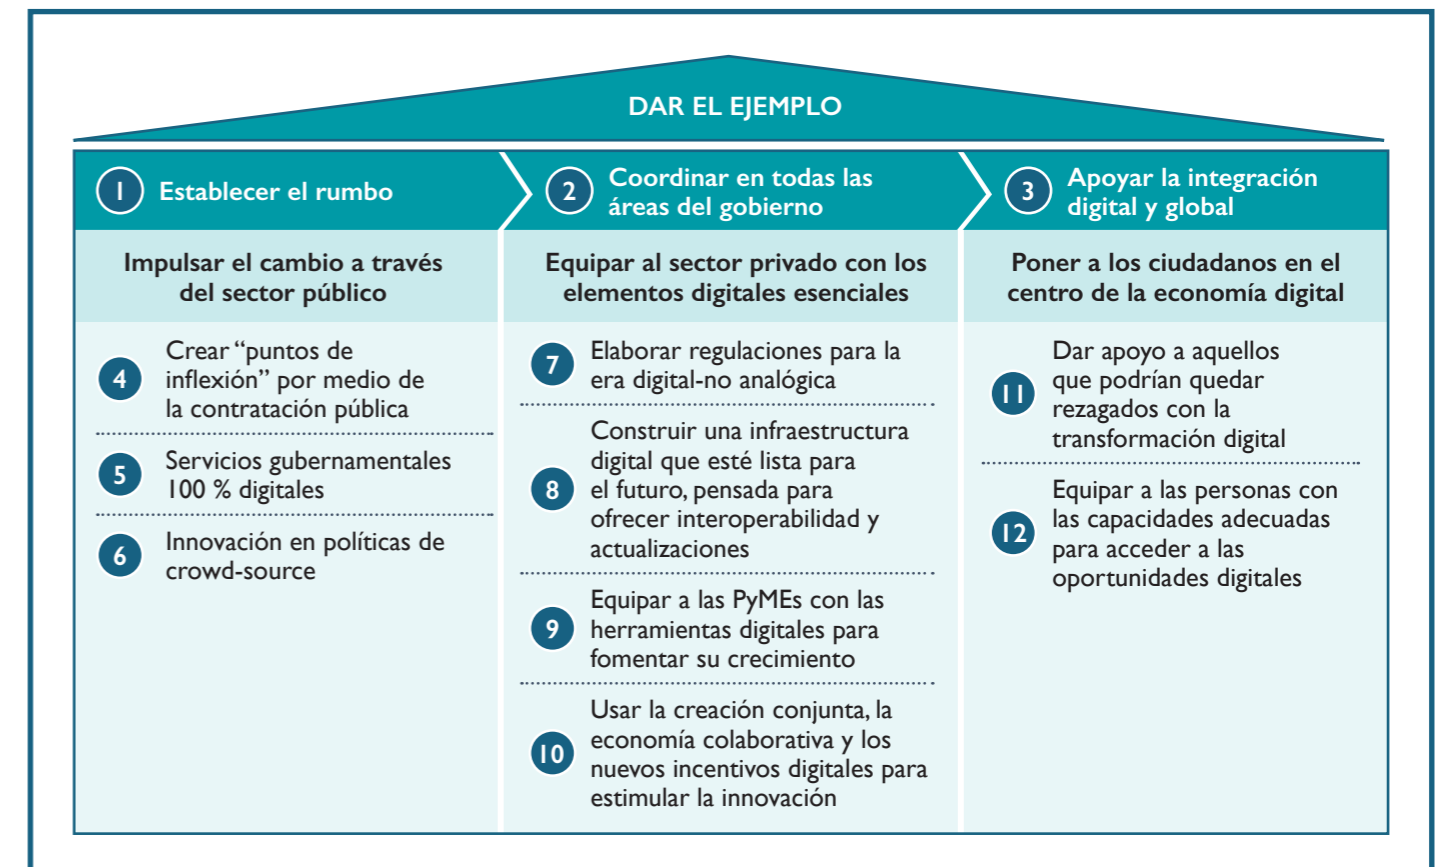 DAR EL EJEMPLO
1 Establecer el rumbo
2 Coordinar en todas las
áreas del gobierno
3 Apoyar la integración
digital y global
Impulsar el cambio a través
del sector público
Equipar al sector privado con los
elementos digitales esenciales
Poner a los ciudadanos en el
centro de la economía digital
4 Crear “puntos de
inflexión” por medio de
la contratación pública
5 Servicios gubernamentales
100 % digitales
6 Innovación en políticas de
crowd-source
7 Elaborar regulaciones para la
era digital-no analógica
8 Construir una infraestructura
digital que esté lista para
el futuro, pensada para
ofrecer interoperabilidad y
actualizaciones
9 Equipar a las PyMEs con las
herramientas digitales para
fomentar su crecimiento
10 Usar la creación conjunta, la
economía colaborativa y los
nuevos incentivos digitales para
estimular la innovación
11 Dar apoyo a aquellos
que podrían quedar
rezagados con la
transformación digital
12 Equipar a las personas con
las capacidades adecuadas
para acceder a las
oportunidades digitales